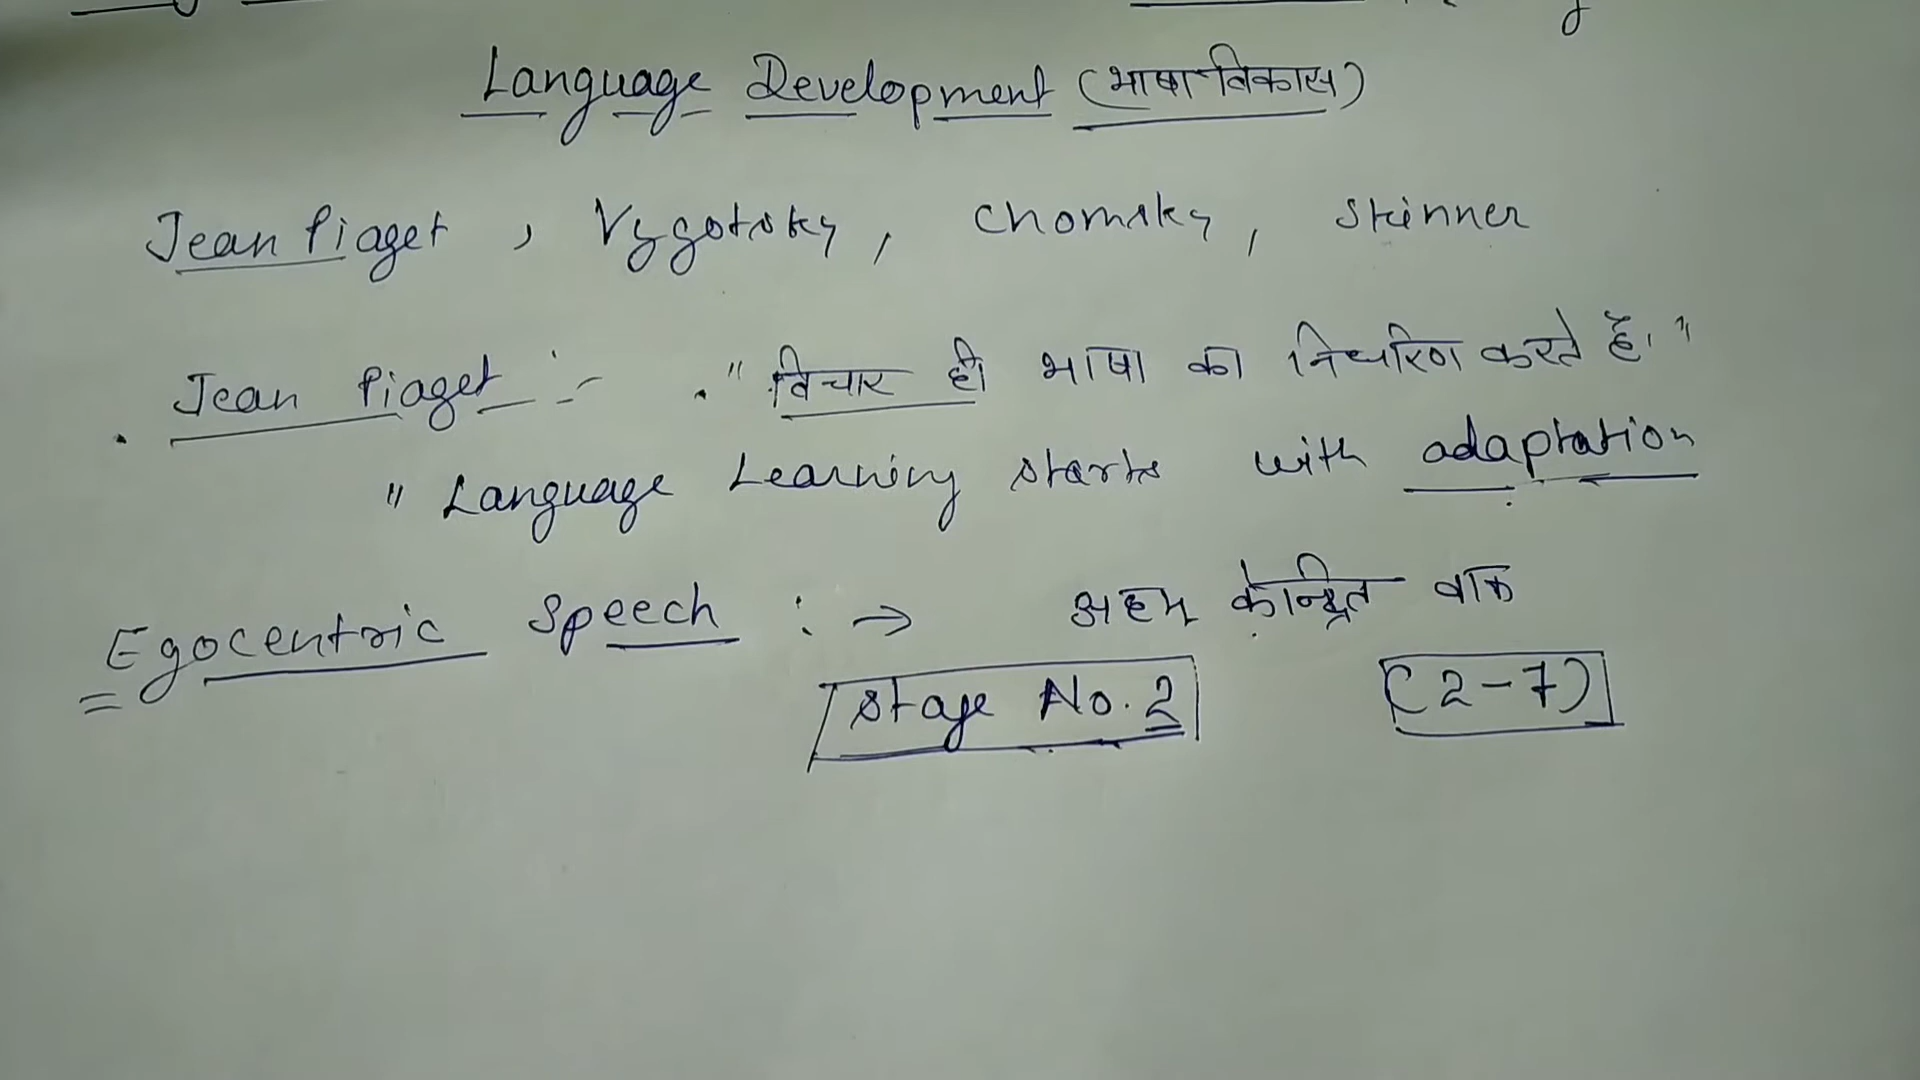 Language Development (भाषा विकास)
Jean Piaget , Vygotsky , Chomsky , Skinner
. Jean Piaget :- . " विचार ही भाषा का निर्धारण करते है। "
" Language Learning starts with adaptation
Egocentric Speech : → अहम केन्द्रित वाक
Stage No. 2 (2-7)